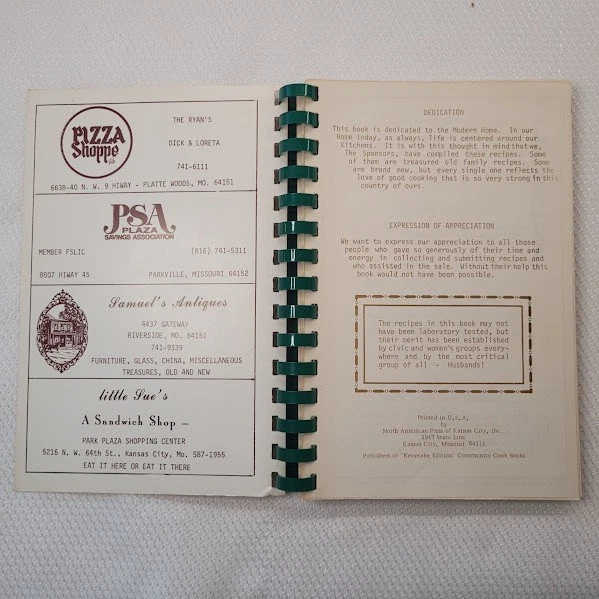 PIZZA
Shoppe
THE RYAN'S
DICK & LORETA
741-6111
6638-40 N. W. 9 HIWAY - PLATTE WOODS, MO. 64151
PSA
PLAZA
SAVINGS ASSOCIATION
MEMBER FSLIC (816) 741-5311
8807 HIWAY 45 PARKVILLE, MISSOURI 64152
Samuel's Antiques
4437 GATEWAY
RIVERSIDE, MO. 64151
741-9339
FURNITURE, GLASS, CHINA, MISCELLANEOUS
TREASURES, OLD AND NEW
little Sue's
A Sandwich Shop —
PARK PLAZA SHOPPING CENTER
5216 N. W. 64th St., Kansas City, Mo. 587-1955
EAT IT HERE OR EAT IT THERE
DEDICATION
This book is dedicated to the Modern Home. In our
Home today, as always, life is centered around our
Kitchens. It is with this thought in mind that we,
The Sponsors, have compiled these recipes. Some
of them are treasured old family recipes. Some
are brand new, but every single one reflects the
love of good cooking that is so very strong in this
country of ours.
EXPRESSION OF APPRECIATION
We want to express our appreciation to all those
people who gave so generously of their time and
energy in collecting and submitting recipes and
who assisted in the sale. Without their help this
book would not have been possible.
The recipes in this book may not
have been laboratory tested, but
their merit has been established
by civic and women's groups every-
where and by the most critical
group of all - Husbands!
Printed in U.S.A.
by
North American Press of Kansas City, Inc.
3947 State Line
Kansas City, Missouri 64111
Publishers of "Keepsake Edition" Community Cook Books